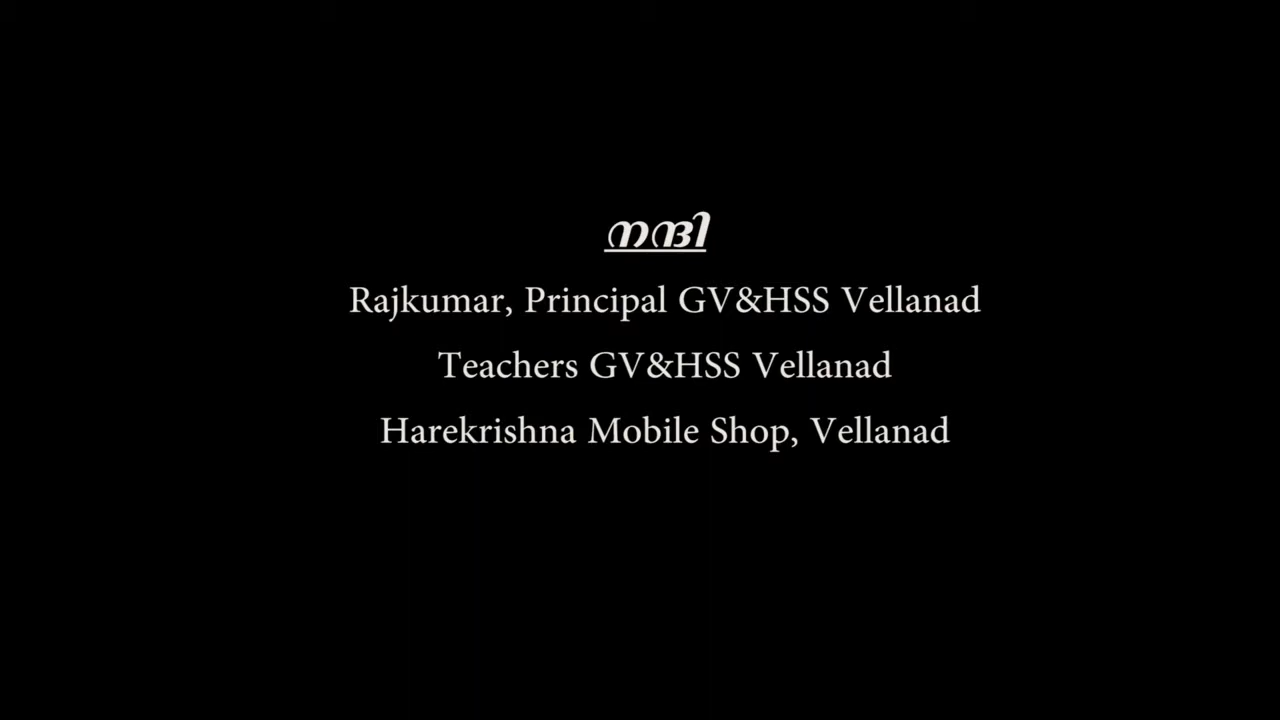 നന്ദി
Rajkumar, Principal GV&HSS Vellanad
Teachers GV&HSS Vellanad
Harekrishna Mobile Shop, Vellanad